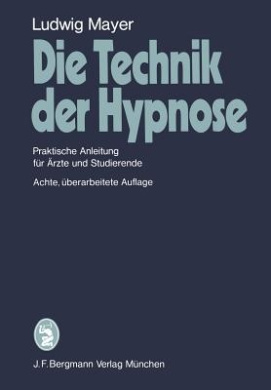 Ludwig Mayer
Die Technik
der Hypnose
Praktische Anleitung
für Ärzte und Studierende
Achte, überarbeitete Auflage
J. F. Bergmann Verlag München